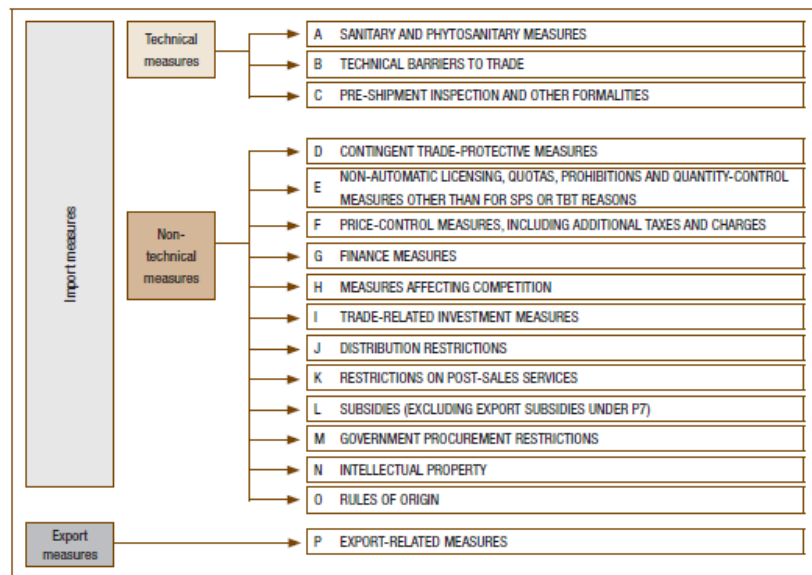 Import measures
Technical
measures
A SANITARY AND PHYTOSANITARY MEASURES
B TECHNICAL BARRIERS TO TRADE
C PRE-SHIPMENT INSPECTION AND OTHER FORMALITIES
Non-
technical
measures
D CONTINGENT TRADE-PROTECTIVE MEASURES
E NON-AUTOMATIC LICENSING, QUOTAS, PROHIBITIONS AND QUANTITY-CONTROL
MEASURES OTHER THAN FOR SPS OR TBT REASONS
F PRICE-CONTROL MEASURES, INCLUDING ADDITIONAL TAXES AND CHARGES
G FINANCE MEASURES
H MEASURES AFFECTING COMPETITION
I TRADE-RELATED INVESTMENT MEASURES
J DISTRIBUTION RESTRICTIONS
K RESTRICTIONS ON POST-SALES SERVICES
L SUBSIDIES (EXCLUDING EXPORT SUBSIDIES UNDER P7)
M GOVERNMENT PROCUREMENT RESTRICTIONS
N INTELLECTUAL PROPERTY
O RULES OF ORIGIN
Export
measures
P EXPORT-RELATED MEASURES